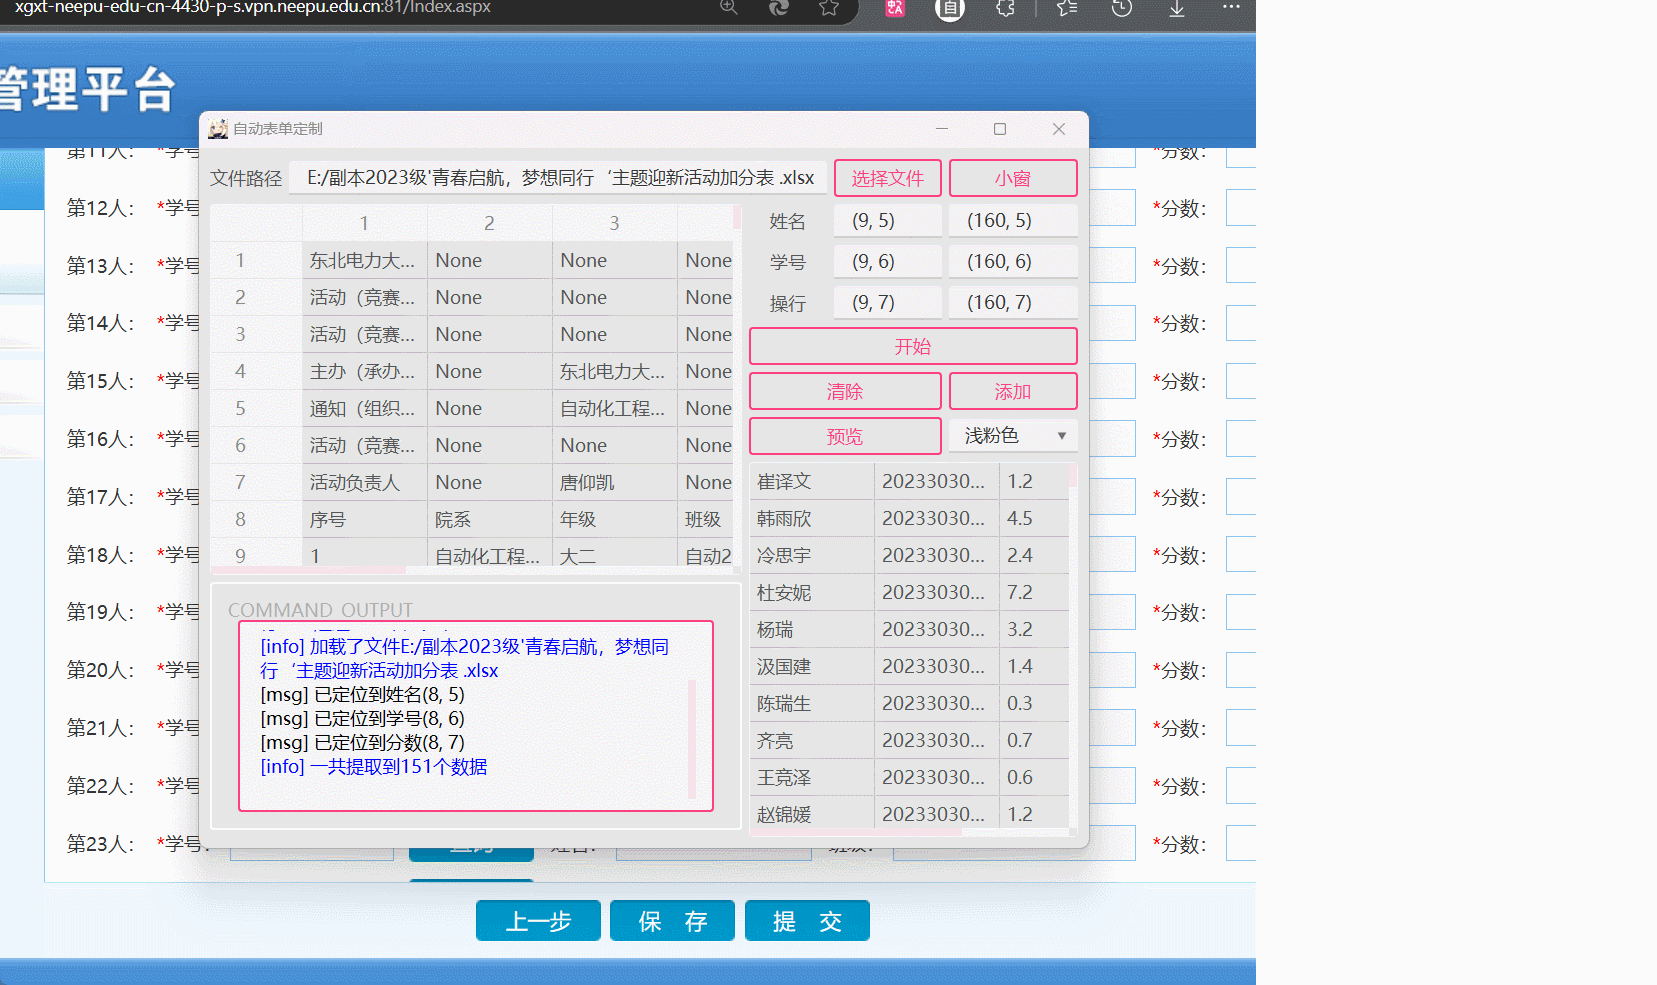 xgxt-neepu-edu-cn-4430-p-s.vpn.neepu.edu.cn:81/Index.aspx
管理平台
自动表单定制
文件路径 E:/副本2023级'青春启航，梦想同行‘主题迎新活动加分表 .xlsx 选择文件 小窗
姓名 (9, 5) (160, 5)
学号 (9, 6) (160, 6)
操行 (9, 7) (160, 7)
开始
清除 添加
预览 浅粉色
1 2 3
1 东北电力大... None None None
2 活动（竞赛... None None None
3 活动（竞赛... None None None
4 主办（承办... None 东北电力大... None
5 通知（组织... None 自动化工程... None
6 活动（竞赛... None None None
7 活动负责人 None 唐仰凯 None
8 序号 院系 年级 班级
9 1 自动化工程... 大二 自动2
崔译文 20233030... 1.2
韩雨欣 20233030... 4.5
冷思宇 20233030... 2.4
杜安妮 20233030... 7.2
杨瑞 20233030... 3.2
汲国建 20233030... 1.4
陈瑞生 20233030... 0.3
齐亮 20233030... 0.7
王竞泽 20233030... 0.6
赵锦媛 20233030... 1.2
COMMAND OUTPUT
[info] 加载了文件E:/副本2023级'青春启航，梦想同
行‘主题迎新活动加分表 .xlsx
[msg] 已定位到姓名(8, 5)
[msg] 已定位到学号(8, 6)
[msg] 已定位到分数(8, 7)
[info] 一共提取到151个数据
第11人： *学号 *分数：
第12人： *学号 *分数：
第13人： *学号 *分数：
第14人： *学号 *分数：
第15人： *学号 *分数：
第16人： *学号 *分数：
第17人： *学号 *分数：
第18人： *学号 *分数：
第19人： *学号 *分数：
第20人： *学号 *分数：
第21人： *学号 *分数：
第22人： *学号 *分数：
第23人： *学号： *分数：
上一步 保 存 提 交